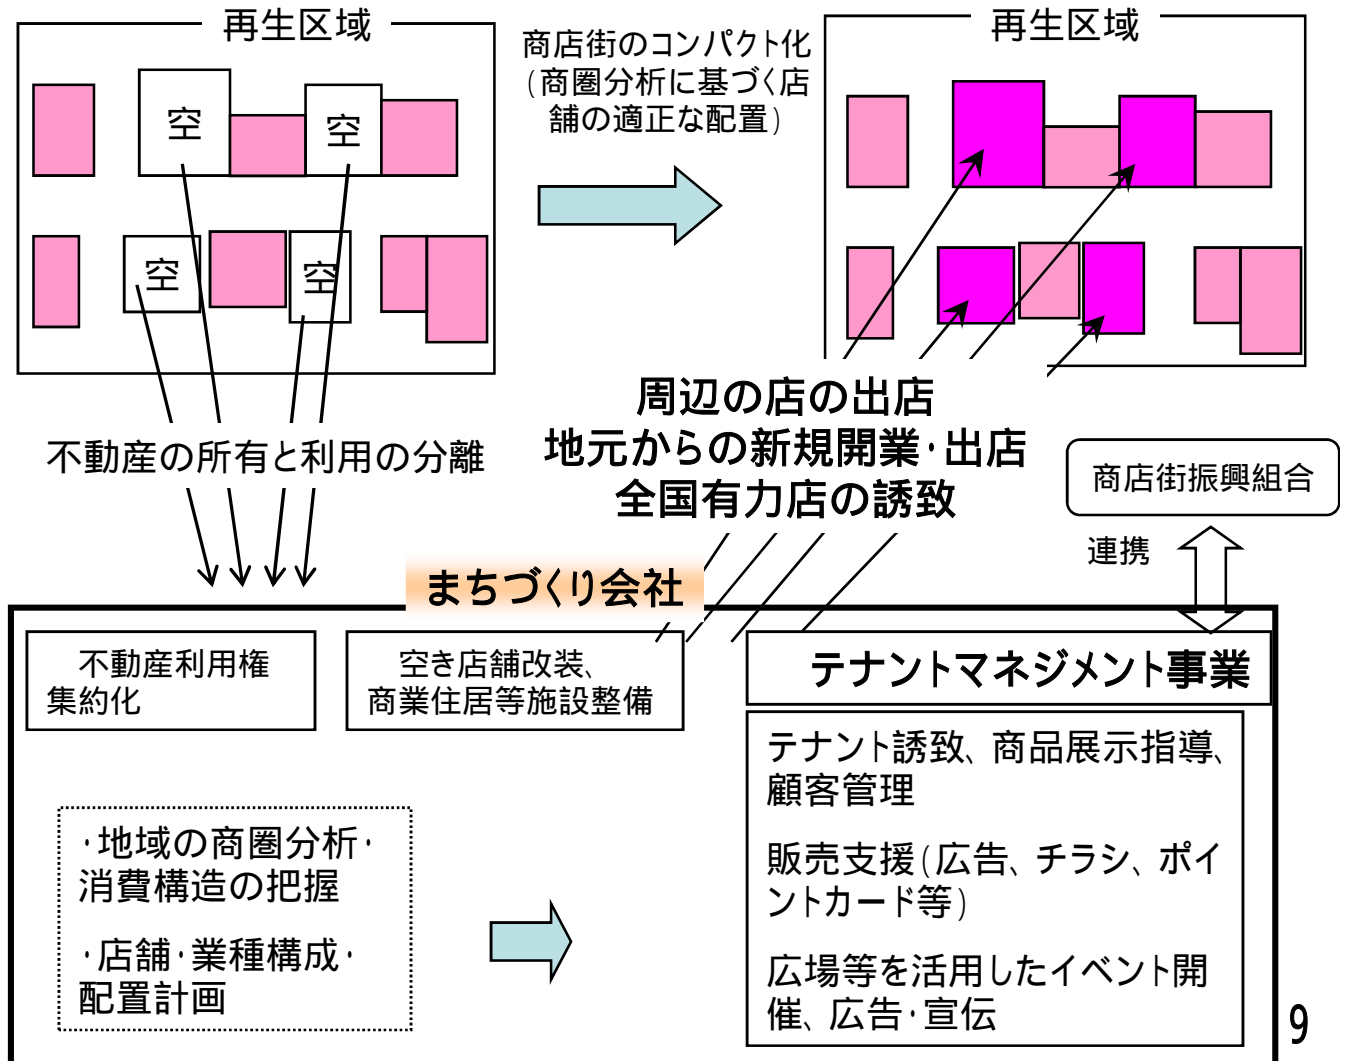 再生区域
商店街のコンパクト化
(商圏分析に基づく店
舗の適正な配置)
再生区域
空
空
空
空
不動産の所有と利用の分離
周辺の店の出店
地元からの新規開業・出店
全国有力店の誘致
商店街振興組合
連携
まちづくり会社
不動産利用権
集約化
空き店舗改装、
商業住居等施設整備
テナントマネジメント事業
テナント誘致、商品展示指導、
顧客管理
販売支援(広告、チラシ、ポイ
ントカード等)
広場等を活用したイベント開
催、広告・宣伝
・地域の商圏分析・
消費構造の把握
・店舗・業種構成・
配置計画
9